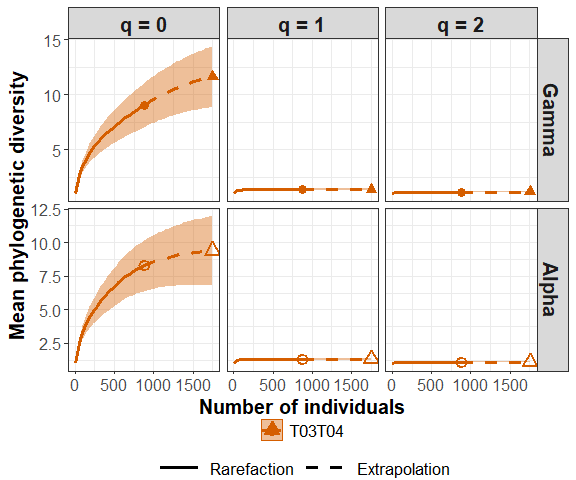 q = 0 q = 1 q = 2
15
10
5
Gamma
12.5
10.0
7.5
5.0
2.5
Alpha
Mean phylogenetic diversity
0 500 1000 1500 0 500 1000 1500 0 500 1000 1500
Number of individuals
T03T04
Rarefaction Extrapolation